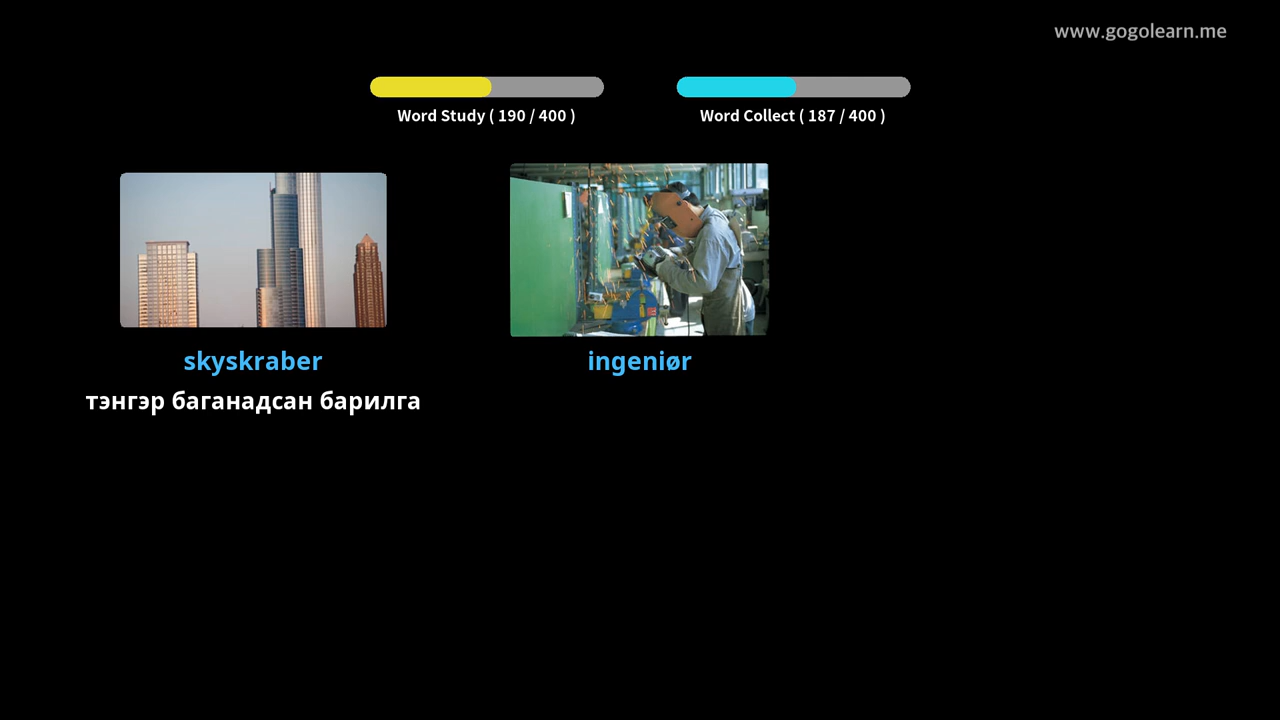 www.gogolearn.me
Word Study ( 190 / 400 )
Word Collect ( 187 / 400 )
skyskraber
ingeniør
тэнгэр баганадсан барилга